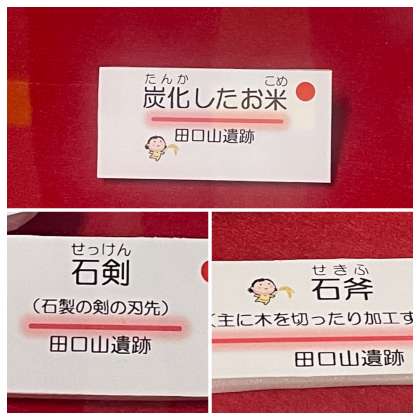 たんか こめ
炭化したお米
田口山遺跡
せっけん
石剣
(石製の剣の刃先)
田口山遺跡
せきふ
石斧
(主に木を切ったり加工す
田口山遺跡